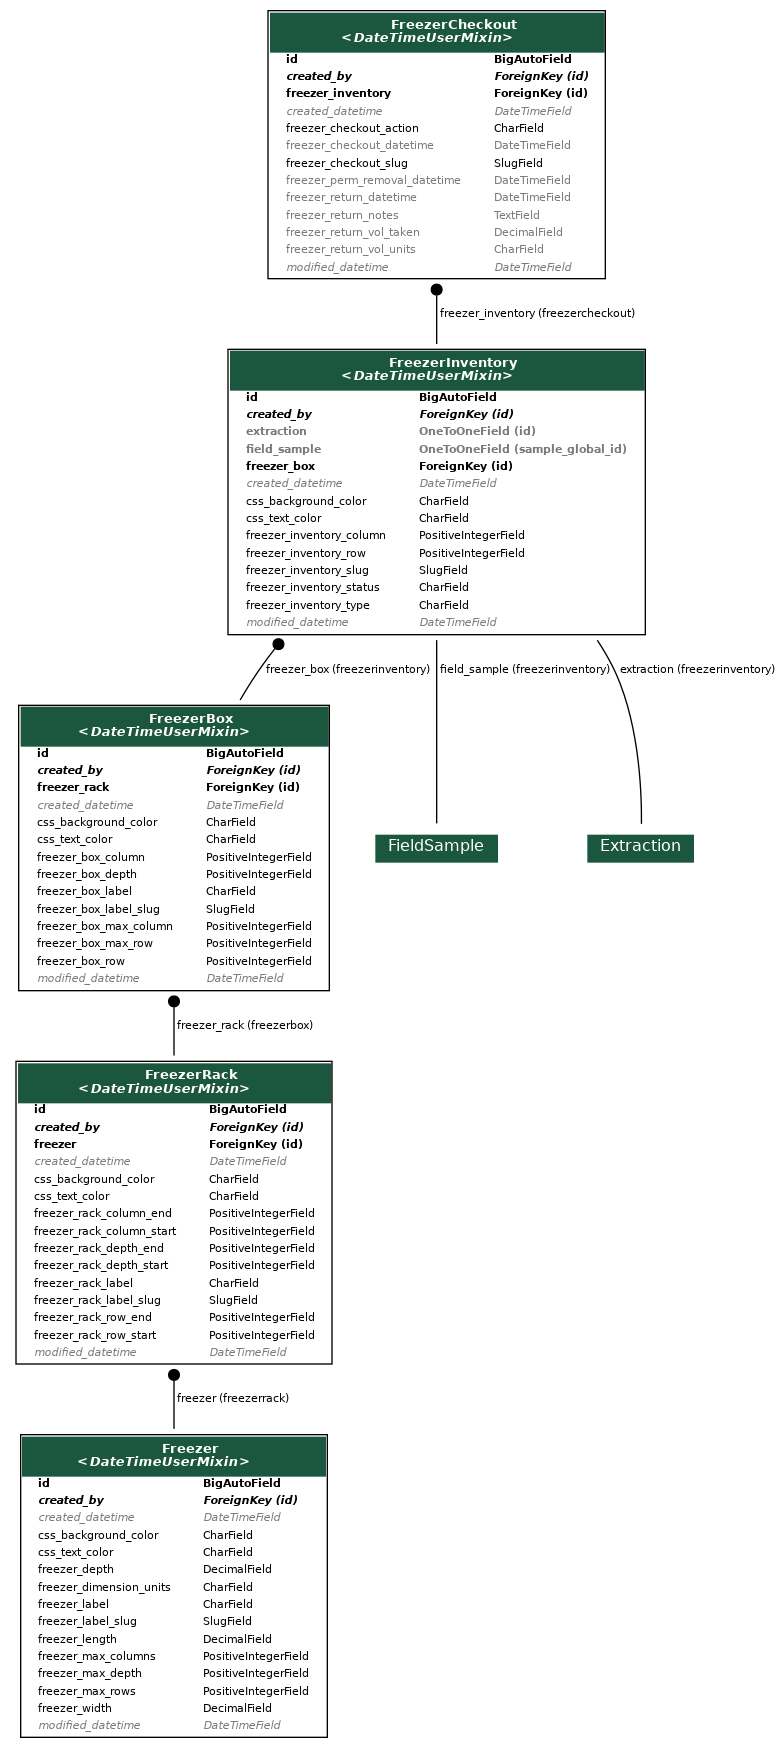 FreezerCheckout
<DateTimeUserMixin>
id BigAutoField
created_by ForeignKey (id)
freezer_inventory ForeignKey (id)
created_datetime DateTimeField
freezer_checkout_action CharField
freezer_checkout_datetime DateTimeField
freezer_checkout_slug SlugField
freezer_perm_removal_datetime DateTimeField
freezer_return_datetime DateTimeField
freezer_return_notes TextField
freezer_return_vol_taken DecimalField
freezer_return_vol_units CharField
modified_datetime DateTimeField
freezer_inventory (freezercheckout)
FreezerInventory
<DateTimeUserMixin>
id BigAutoField
created_by ForeignKey (id)
extraction OneToOneField (id)
field_sample OneToOneField (sample_global_id)
freezer_box ForeignKey (id)
created_datetime DateTimeField
css_background_color CharField
css_text_color CharField
freezer_inventory_column PositiveIntegerField
freezer_inventory_row PositiveIntegerField
freezer_inventory_slug SlugField
freezer_inventory_status CharField
freezer_inventory_type CharField
modified_datetime DateTimeField
freezer_box (freezerinventory) field_sample (freezerinventory) extraction (freezerinventory)
FreezerBox
<DateTimeUserMixin>
id BigAutoField
created_by ForeignKey (id)
freezer_rack ForeignKey (id)
created_datetime DateTimeField
css_background_color CharField
css_text_color CharField
freezer_box_column PositiveIntegerField
freezer_box_depth PositiveIntegerField
freezer_box_label CharField
freezer_box_label_slug SlugField
freezer_box_max_column PositiveIntegerField
freezer_box_max_row PositiveIntegerField
freezer_box_row PositiveIntegerField
modified_datetime DateTimeField
FieldSample
Extraction
freezer_rack (freezerbox)
FreezerRack
<DateTimeUserMixin>
id BigAutoField
created_by ForeignKey (id)
freezer ForeignKey (id)
created_datetime DateTimeField
css_background_color CharField
css_text_color CharField
freezer_rack_column_end PositiveIntegerField
freezer_rack_column_start PositiveIntegerField
freezer_rack_depth_end PositiveIntegerField
freezer_rack_depth_start PositiveIntegerField
freezer_rack_label CharField
freezer_rack_label_slug SlugField
freezer_rack_row_end PositiveIntegerField
freezer_rack_row_start PositiveIntegerField
modified_datetime DateTimeField
freezer (freezerrack)
Freezer
<DateTimeUserMixin>
id BigAutoField
created_by ForeignKey (id)
created_datetime DateTimeField
css_background_color CharField
css_text_color CharField
freezer_depth DecimalField
freezer_dimension_units CharField
freezer_label CharField
freezer_label_slug SlugField
freezer_length DecimalField
freezer_max_columns PositiveIntegerField
freezer_max_depth PositiveIntegerField
freezer_max_rows PositiveIntegerField
freezer_width DecimalField
modified_datetime DateTimeField